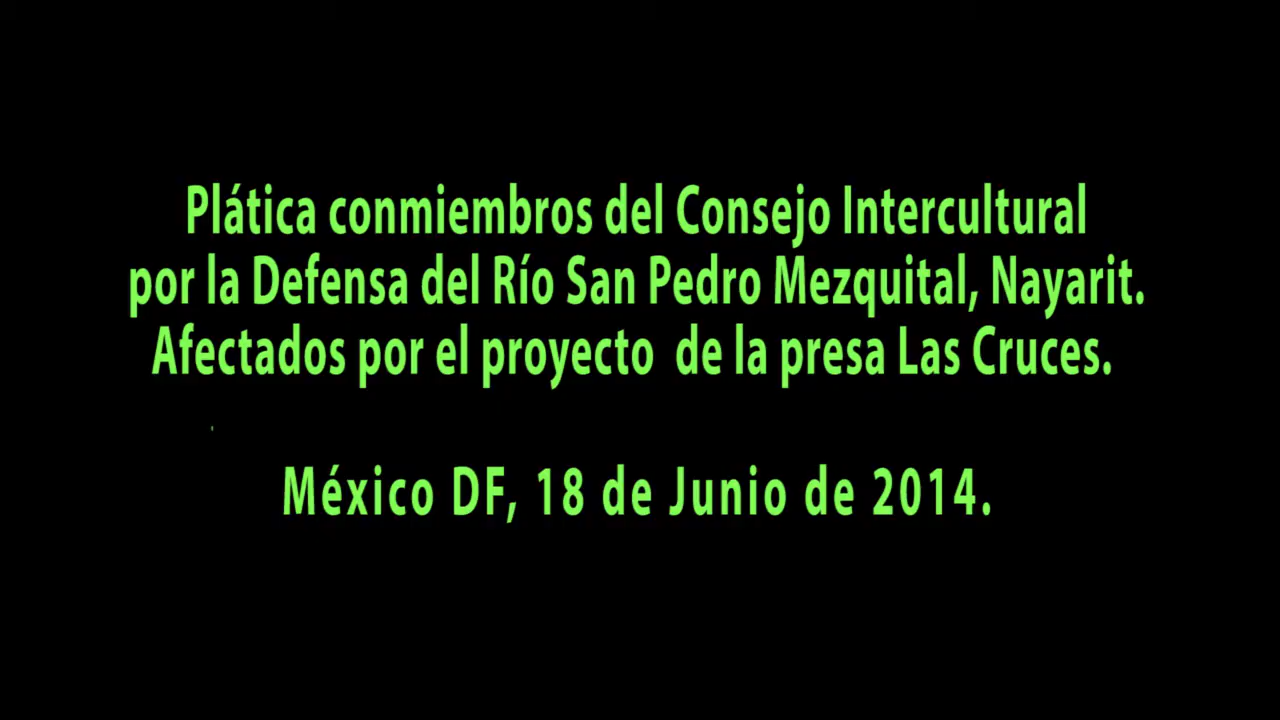 Plática conmiembros del Consejo Intercultural
por la Defensa del Río San Pedro Mezquital, Nayarit.
Afectados por el proyecto  de la presa Las Cruces.
México DF, 18 de Junio de 2014.